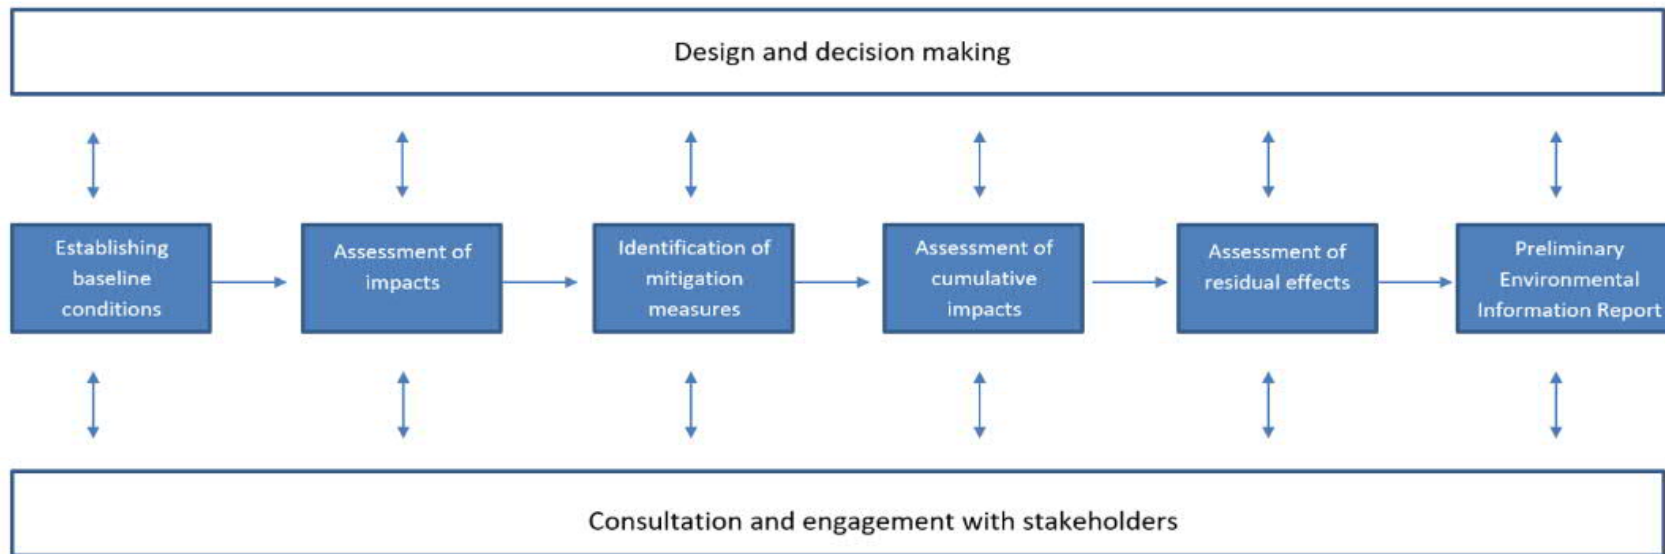 Design and decision making
Establishing
baseline
conditions
Assessment of
impacts
Identification of
mitigation
measures
Assessment of
cumulative
impacts
Assessment of
residual effects
Preliminary
Environmental
Information Report
Consultation and engagement with stakeholders